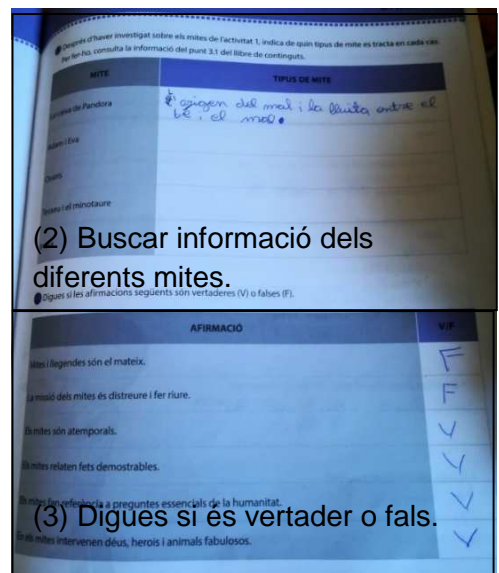 Després d'haver investigat sobre els mites de l'activitat 1, indica de quin tipus de mite es tracta en cada cas.
Per fer-ho, consulta la informació del punt 3.1 del llibre de continguts.
MITE
TIPUS DE MITE
La caixa de Pandora
L'origen del mal i la lluita entre el
bé i el mal.
Adam i Eva
Teseu i el minotaure
(2) Buscar informació dels
diferents mites.
Digues si les afirmacions següents són vertaderes (V) o falses (F).
AFIRMACIÓ
V/F
Mites i llegendes són el mateix.
F
La missió dels mites és distreure i fer riure.
F
Els mites són atemporals.
V
Els mites relaten fets demostrables.
V
Els mites fan referència a preguntes essencials de la humanitat.
V
(3) Digues si és vertader o fals.
En els mites intervenen déus, herois i animals fabulosos.
V